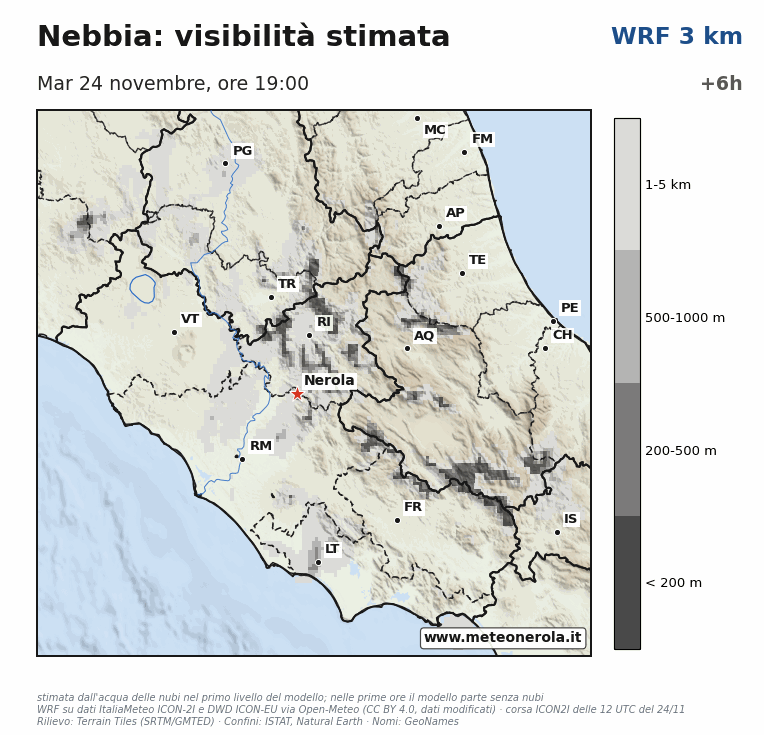 Nebbia: visibilità stimata
WRF 3 km
Mar 24 novembre, ore 19:00
+6h
MC
FM
PG
AP
TE
TR
PE
VT
RI
CH
AQ
Nerola
RM
FR
IS
LT
www.meteonerola.it
1-5 km
500-1000 m
200-500 m
< 200 m
stimata dall'acqua delle nubi nel primo livello del modello; nelle prime ore il modello parte senza nubi
WRF su dati ItaliaMeteo ICON-2I e DWD ICON-EU via Open-Meteo (CC BY 4.0, dati modificati) · corsa ICON2I delle 12 UTC del 24/11
Rilievo: Terrain Tiles (SRTM/GMTED) · Confini: ISTAT, Natural Earth · Nomi: GeoNames